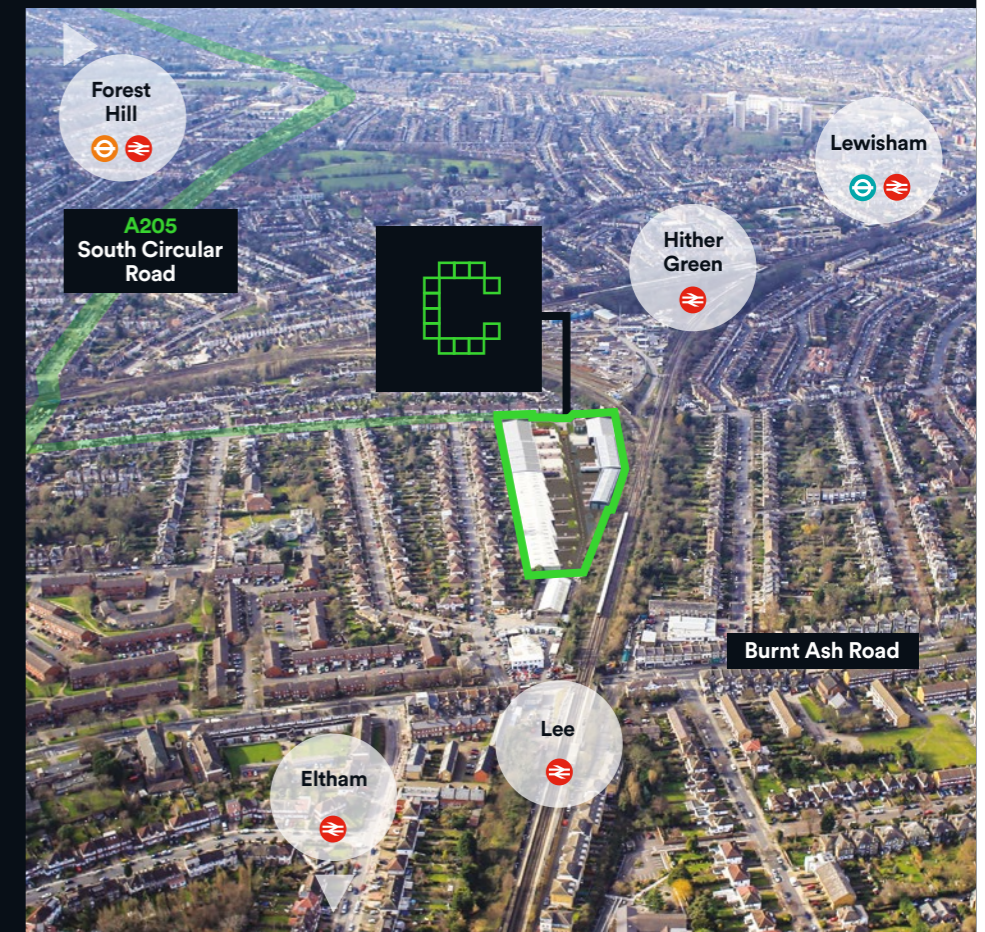 Forest
Hill
Lewisham
A205
South Circular
Road
Hither
Green
C
Burnt Ash Road
Lee
Eltham